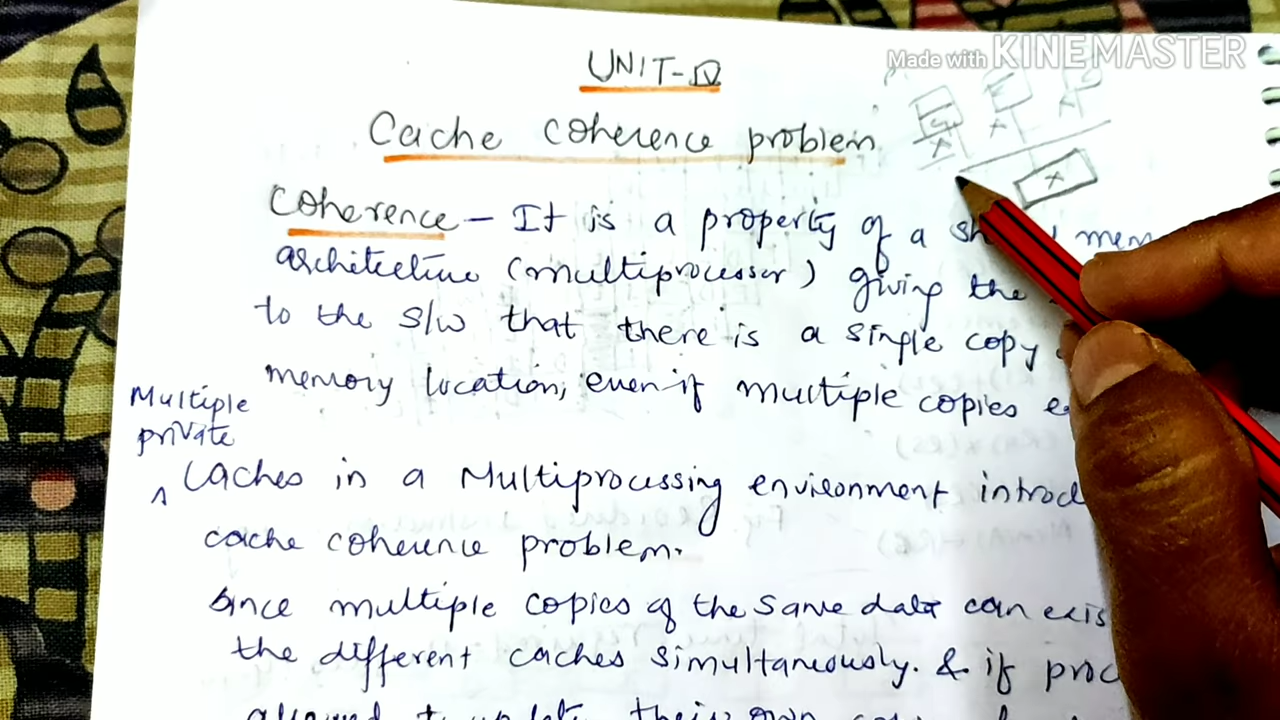 Made with KINEMASTER
UNIT-IV
Cache coherence problem
Coherence - It is a property of a
architecture (multiprocessor) giving the
to the s/w that there is a single copy
memory location, even if multiple copies
Multiple
private
^ Caches in a Multiprocessing environment
cache coherence problem.
Since multiple copies of the same data can
the different caches simultaneously. & if
their own